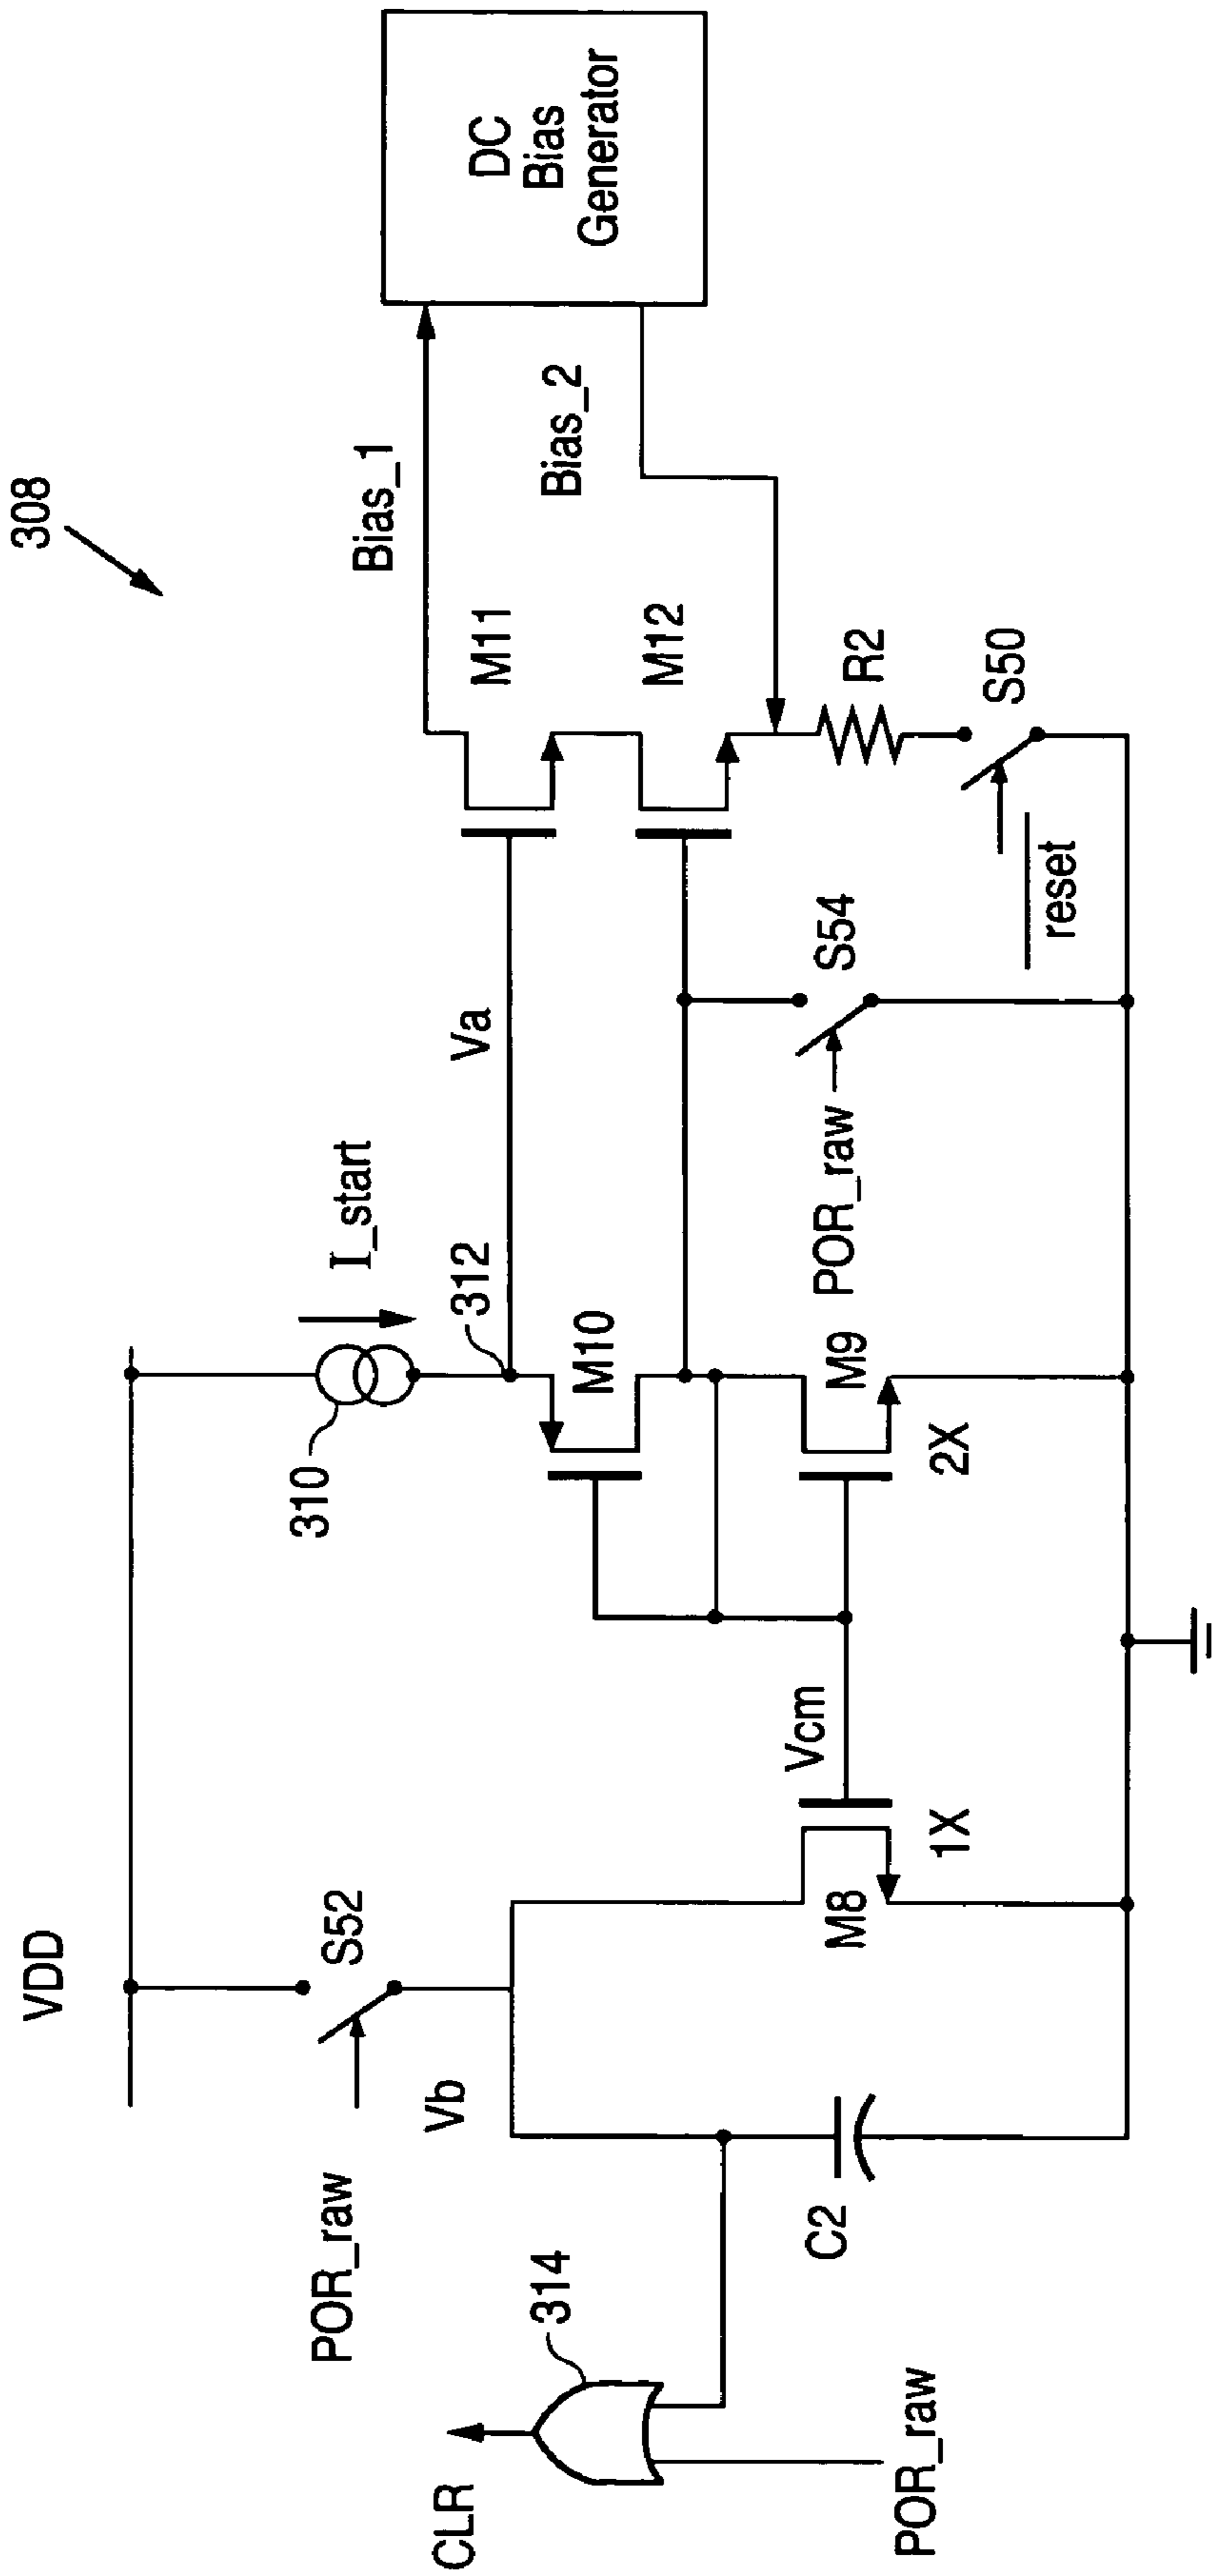 308
VDD
POR_raw
S52
310
I_start
312
Va
Bias_1
DC
Bias
Generator
Bias_2
M11
M12
M10
Vb
CLR
314
POR_raw
C2
M8
1X
Vcm
M9
2X
POR_raw
S54
R2
S50
reset